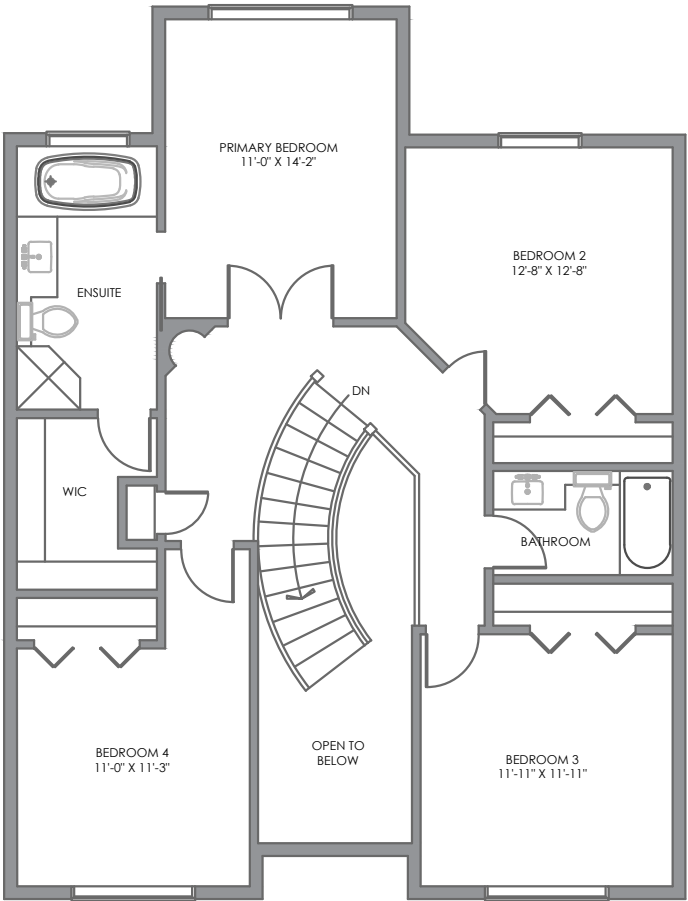 PRIMARY BEDROOM
11'-0" X 14'-2"
BEDROOM 2
12'-8" X 12'-8"
ENSUITE
DN
WIC
BATHROOM
BEDROOM 4
11'-0" X 11'-3"
OPEN TO
BELOW
BEDROOM 3
11'-11" X 11'-11"